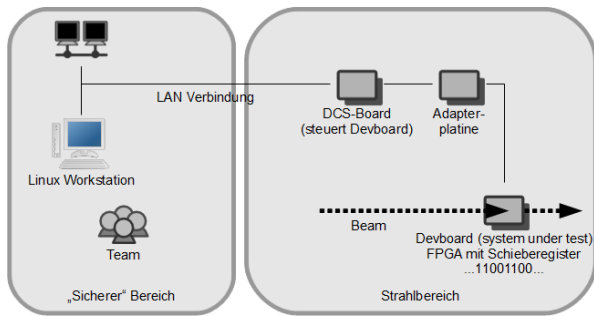 LAN Verbindung
DCS-Board
(steuert Devboard)
Adapter-
platine
Linux Workstation
Team
Beam
Devboard (system under test)
FPGA mit Schieberegister
...11001100...
„Sicherer“ Bereich
Strahlbereich